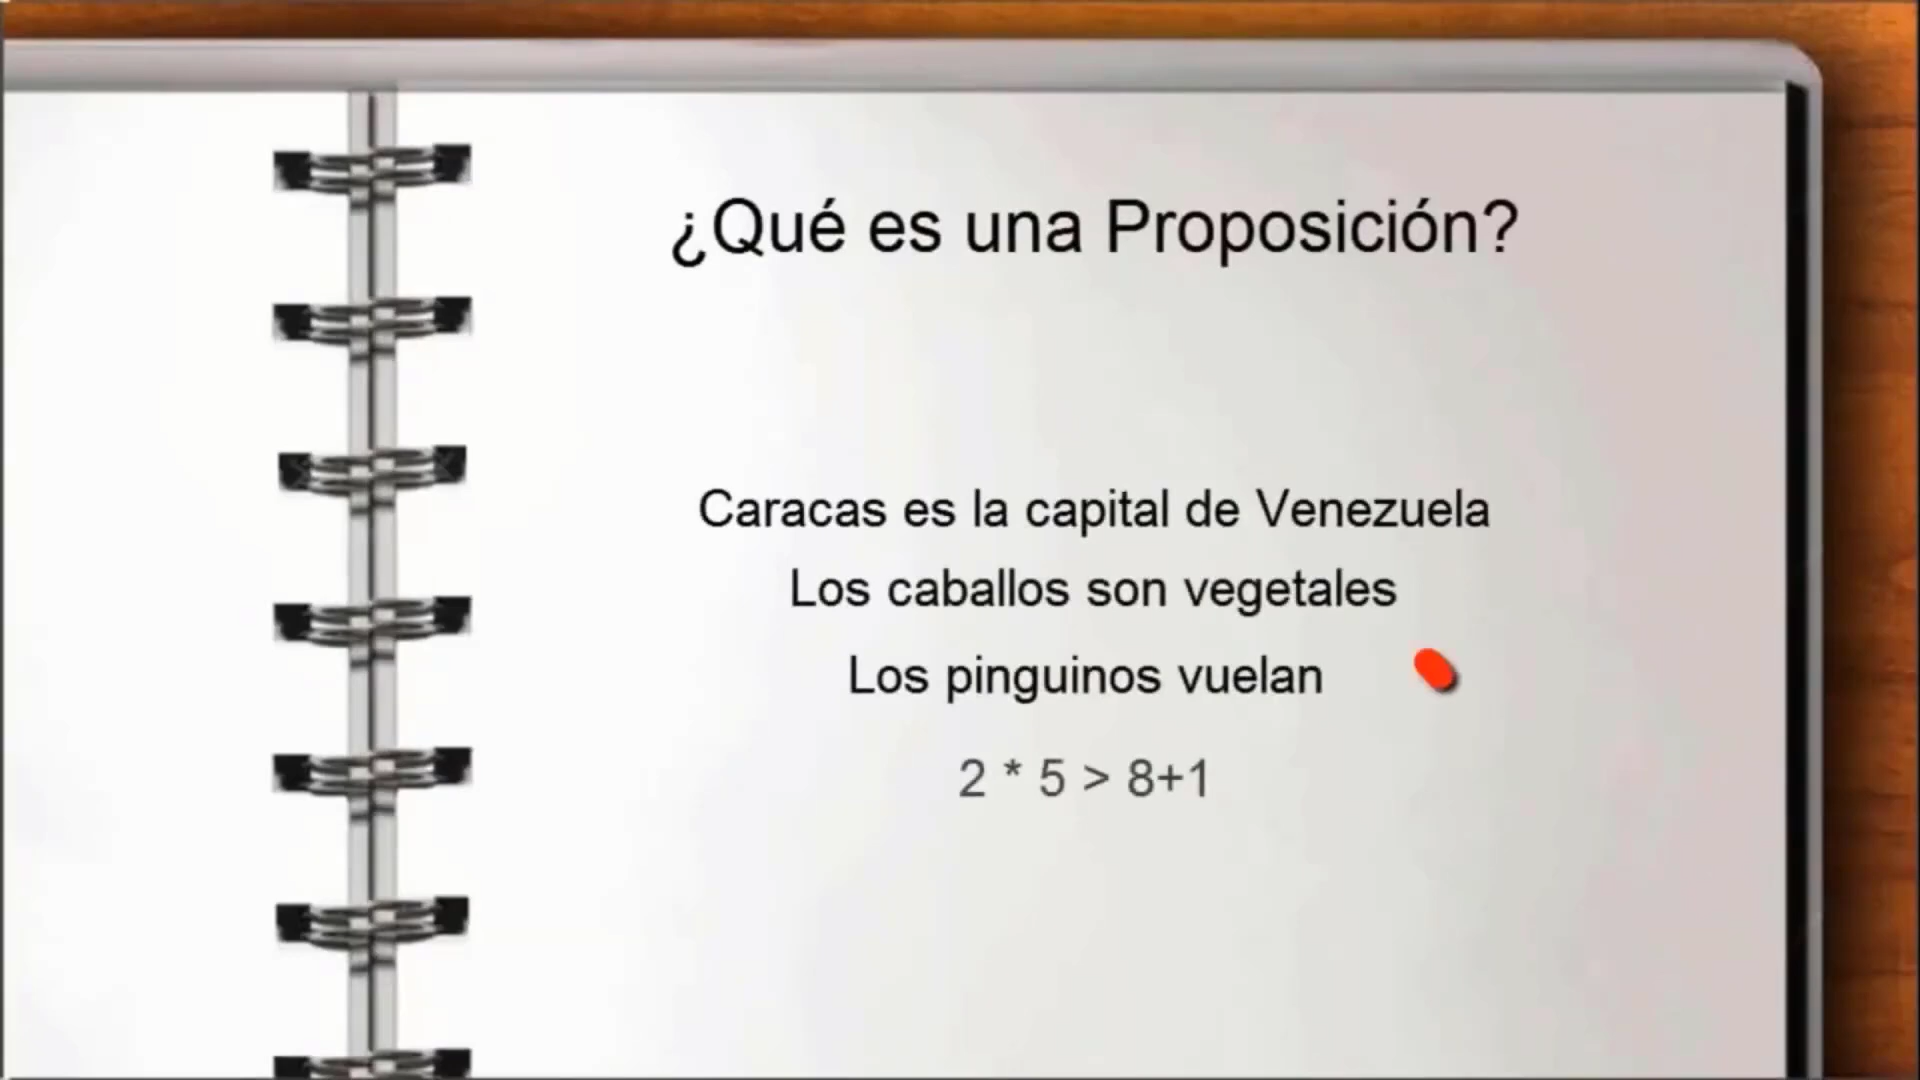 ¿Qué es una Proposición?
Caracas es la capital de Venezuela
Los caballos son vegetales
Los pinguinos vuelan
2 * 5 > 8+1